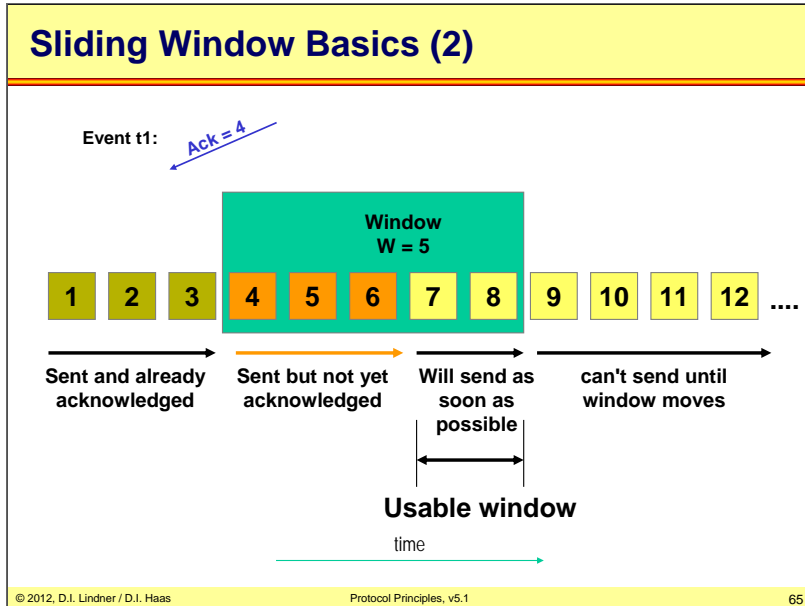 Sliding Window Basics (2)
Event t1:
Ack = 4
Window
W = 5
1 2 3 4 5 6 7 8 9 10 11 12 ....
Sent and already
acknowledged
Sent but not yet
acknowledged
Will send as
soon as
possible
can't send until
window moves
Usable window
time
© 2012, D.I. Lindner / D.I. Haas
Protocol Principles, v5.1
65